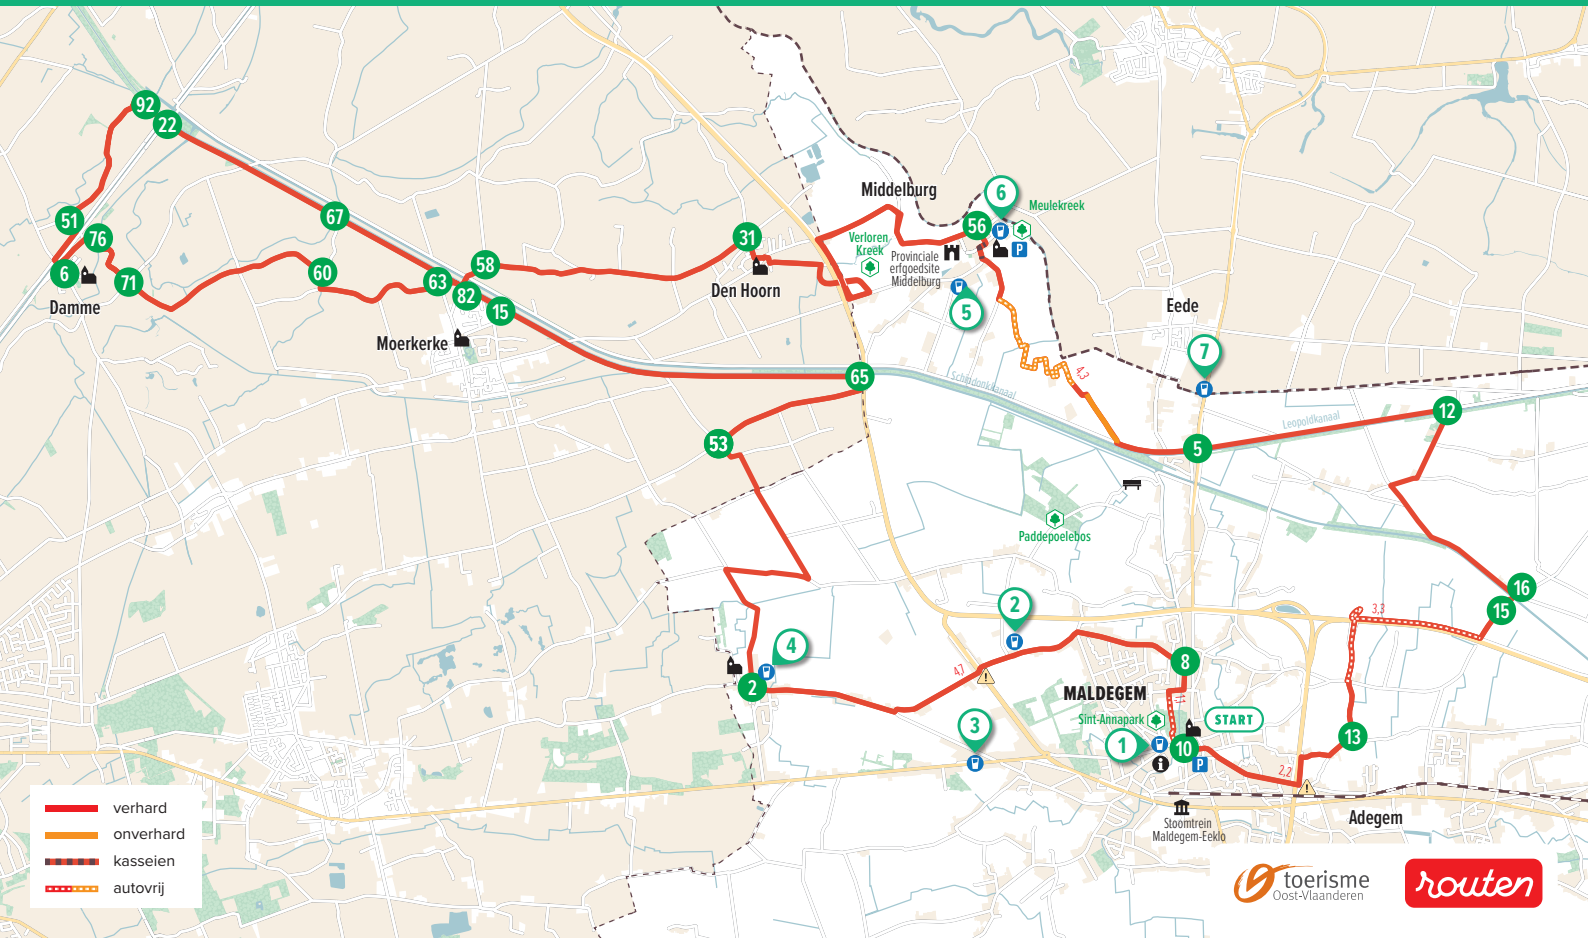 92
22
51
76
6
Damme
71
67
60
63
58
82
15
Moerkerke
31
Den Hoorn
Middelburg
6
Meulekreek
56
P
Verloren
Kreek
Provinciale
erfgoedsite
Middelburg
5
Eede
7
4,3
65
Schipdonkkanaal
Leopoldkanaal
12
5
53
Paddepoelebos
16
15
3,3
2
4
2
4,7
!
8
MALDEGEM
1,1
Sint-Annapark
START
3
1
10
i
P
13
2,2
!
Adegem
Stoomtrein
Maldegem-Eeklo
verhard
onverhard
kasseien
autovrij
toerisme
Oost-Vlaanderen
routen